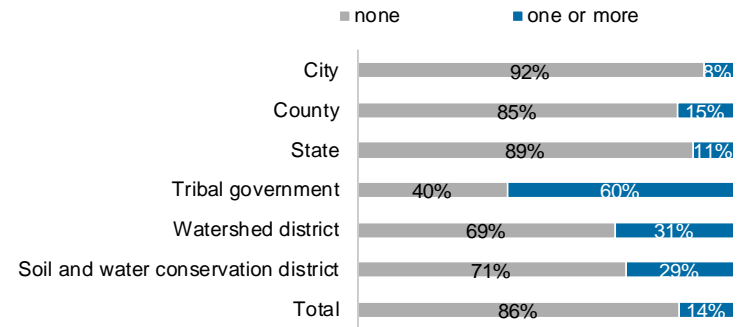 none one or more
City 92% 8%
County 85% 15%
State 89% 11%
Tribal government 40% 60%
Watershed district 69% 31%
Soil and water conservation district 71% 29%
Total 86% 14%